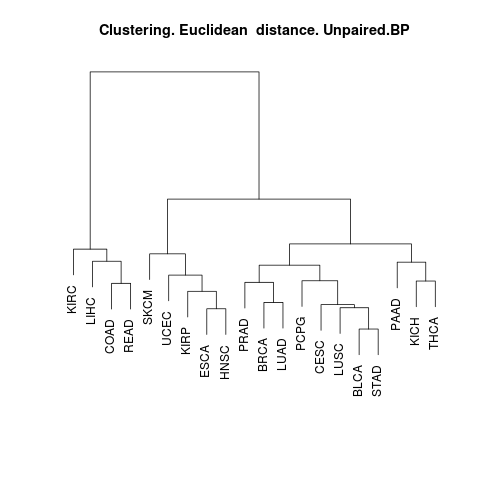 Clustering. Euclidean  distance. Unpaired.BP
KIRC
LIHC
COAD
READ
SKCM
UCEC
KIRP
ESCA
HNSC
PRAD
BRCA
LUAD
PCPG
CESC
LUSC
BLCA
STAD
PAAD
KICH
THCA